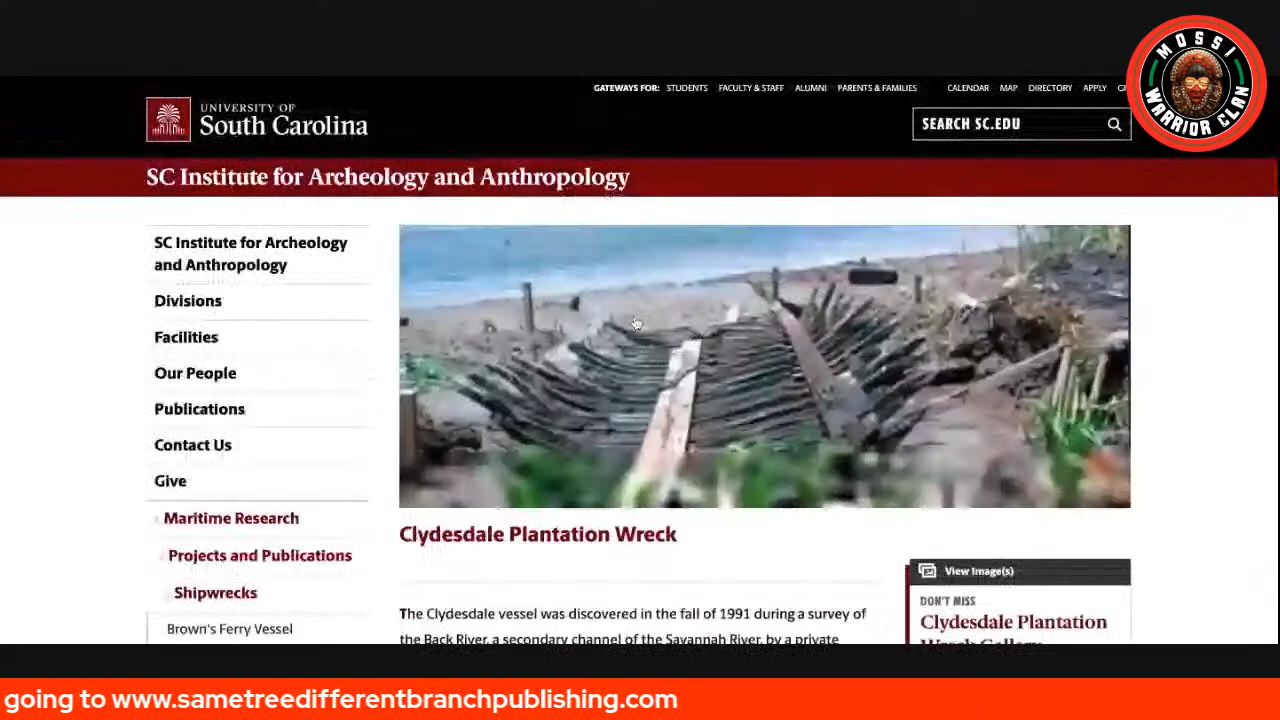 GATEWAYS FOR: STUDENTS FACULTY & STAFF ALUMNI PARENTS & FAMILIES CALENDAR MAP DIRECTORY APPLY
MOSSI
WARRIOR CLAN
UNIVERSITY OF
South Carolina
SEARCH SC.EDU
SC Institute for Archeology and Anthropology
SC Institute for Archeology
and Anthropology
Divisions
Facilities
Our People
Publications
Contact Us
Give
Maritime Research
Projects and Publications
Shipwrecks
Brown's Ferry Vessel
Clydesdale Plantation Wreck
The Clydesdale vessel was discovered in the fall of 1991 during a survey of
the Back River, a secondary channel of the Savannah River, by a private
View Image(s)
DON'T MISS
Clydesdale Plantation
Wreck Gallery
going to www.sametreedifferentbranchpublishing.com